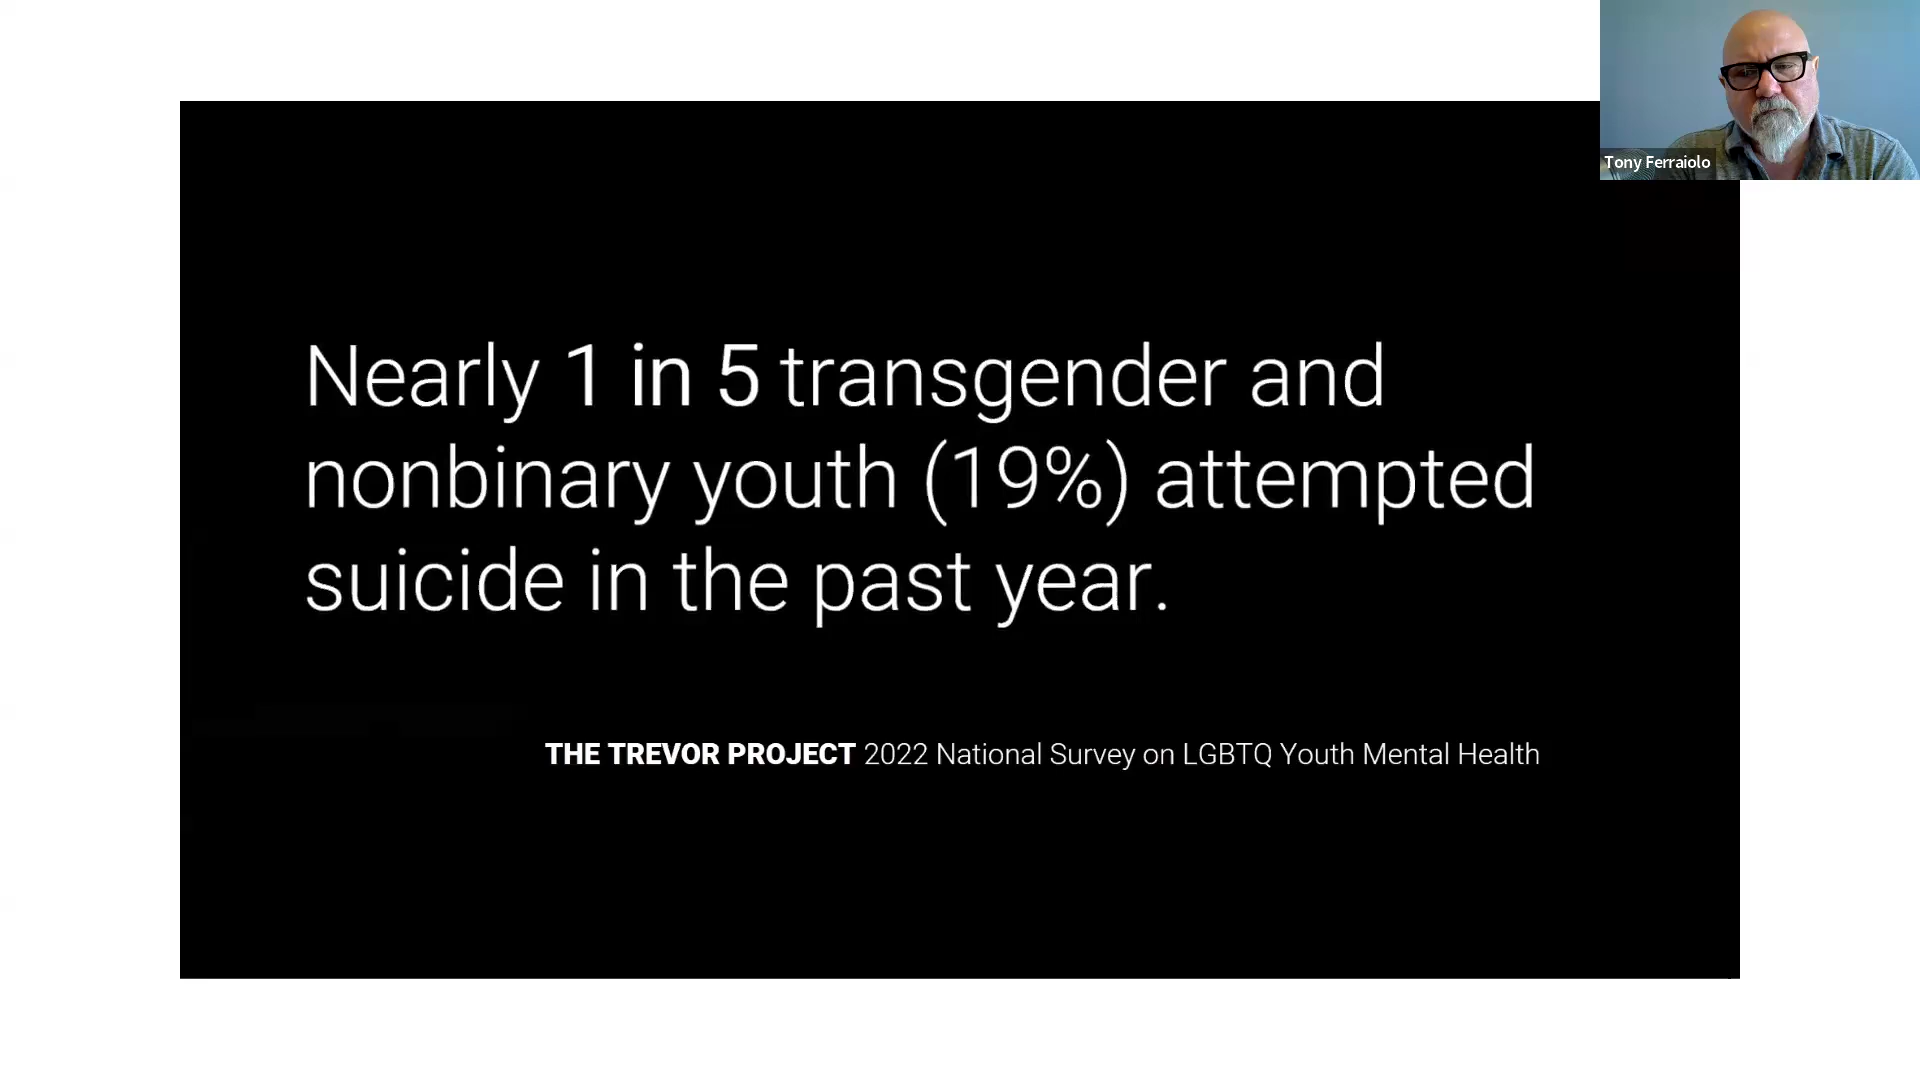 Tony Ferraiolo
Nearly 1 in 5 transgender and
nonbinary youth (19%) attempted
suicide in the past year.
THE TREVOR PROJECT 2022 National Survey on LGBTQ Youth Mental Health